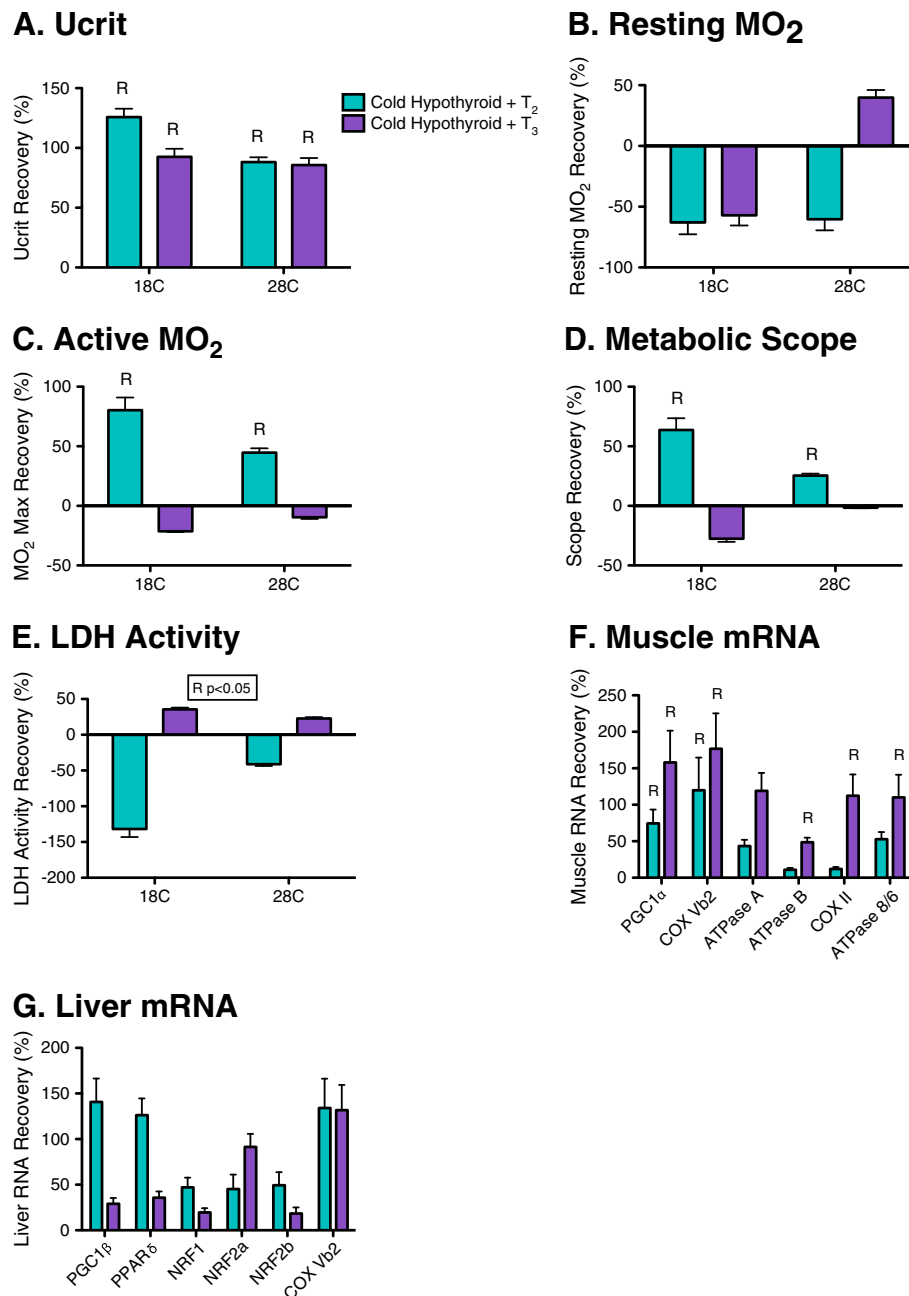 A. Ucrit
Ucrit Recovery (%)
150
100
50
0
R
R
R
R
18C
28C
Cold Hypothyroid + T2
Cold Hypothyroid + T3
B. Resting MO2
Resting MO2 Recovery (%)
50
0
-50
-100
18C
28C
C. Active MO2
MO2 Max Recovery (%)
100
50
0
-50
R
R
18C
28C
D. Metabolic Scope
Scope Recovery (%)
100
50
0
-50
R
R
18C
28C
E. LDH Activity
LDH Activity Recovery (%)
50
0
-50
-100
-150
-200
R p<0.05
18C
28C
F. Muscle mRNA
Muscle RNA Recovery (%)
250
200
150
100
50
0
R
R
R
R
R
R
R
PGC1α
COX Vb2
ATPase A
ATPase B
COX II
ATPase 8/6
G. Liver mRNA
Liver RNA Recovery (%)
200
150
100
50
0
PGC1β
PPARδ
NRF1
NRF2a
NRF2b
COX Vb2